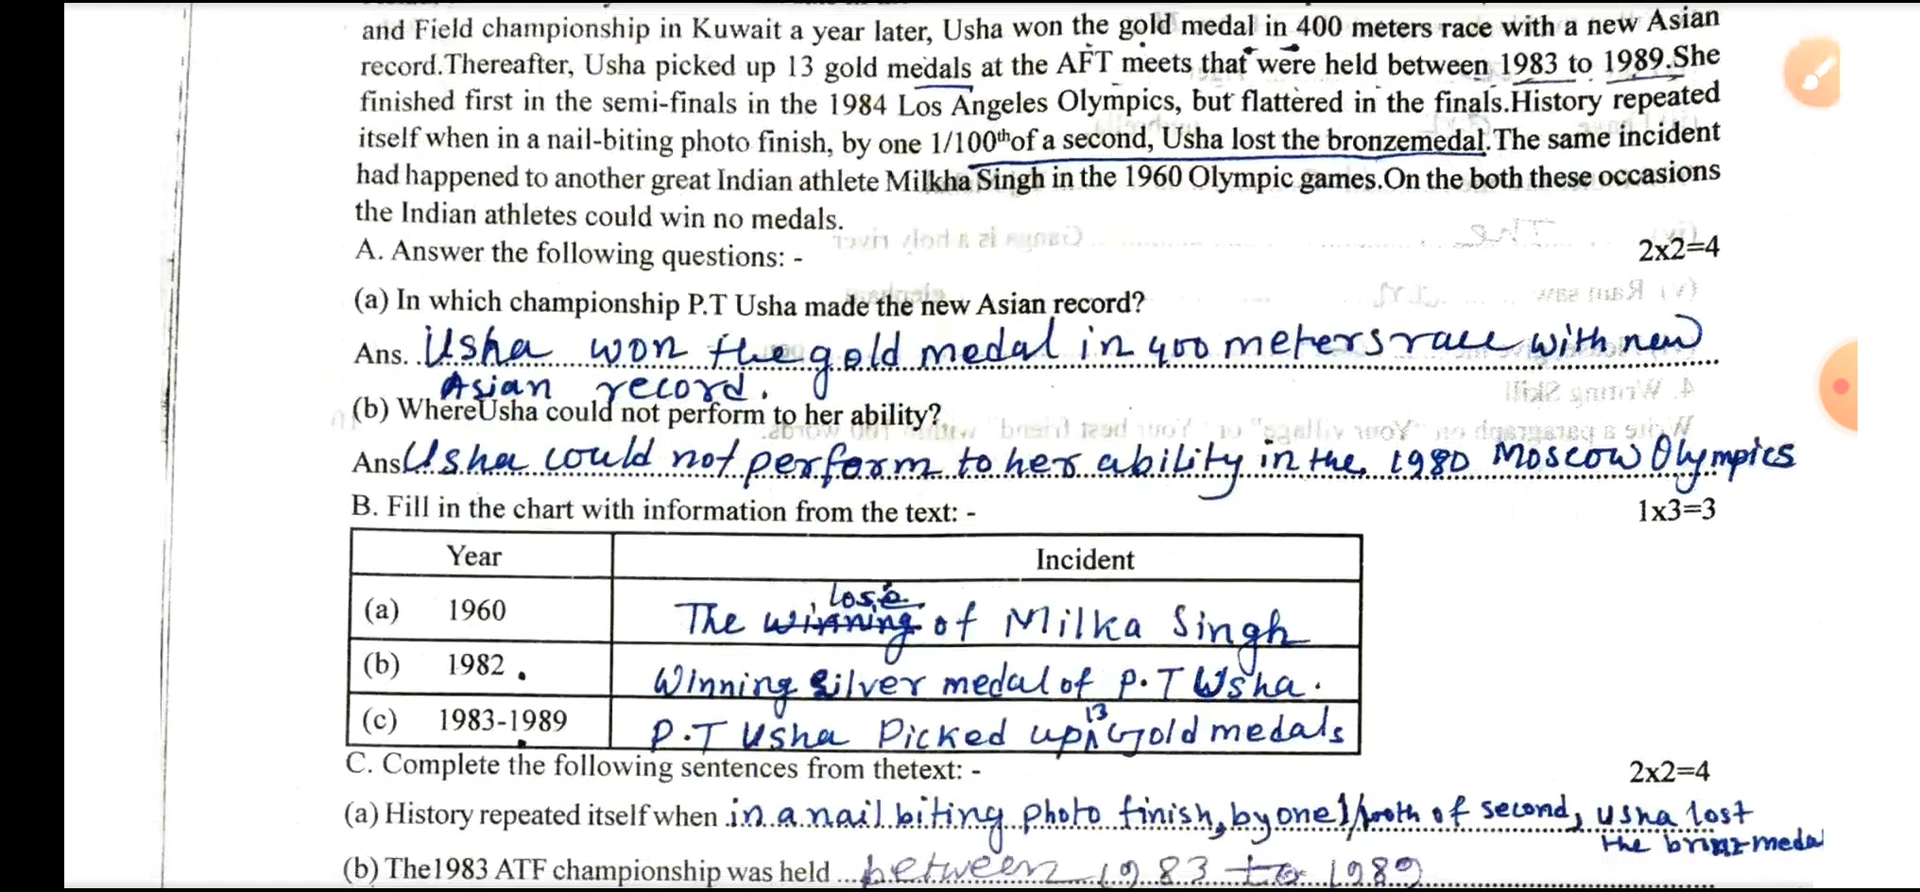 and Field championship in Kuwait a year later, Usha won the gold medal in 400 meters race with a new Asian
record.Thereafter, Usha picked up 13 gold medals at the AFT meets that were held between 1983 to 1989.She
finished first in the semi-finals in the 1984 Los Angeles Olympics, but flattered in the finals.History repeated
itself when in a nail-biting photo finish, by one 1/100thof a second, Usha lost the bronzemedal.The same incident
had happened to another great Indian athlete Milkha Singh in the 1960 Olympic games.On the both these occasions
the Indian athletes could win no medals.
A. Answer the following questions: - 2x2=4
(a) In which championship P.T Usha made the new Asian record?
Ans. Usha won the gold medal in 400 meters race with new
Asian record.
(b) WhereUsha could not perform to her ability?
Ans Usha could not perform to her ability in the 1980 Moscow Olympics
B. Fill in the chart with information from the text: - 1x3=3
Year Incident
(a) 1960 The winning lose of Milka Singh
(b) 1982 Winning Silver medal of P.T Usha.
(c) 1983-1989 P.T Usha Picked up 13 Gold medals
C. Complete the following sentences from thetext: - 2x2=4
(a) History repeated itself when in a nail biting photo finish, by one 1/100th of second, Usha lost
the
(b) The1983 ATF championship was held ... between 1983 to 1989